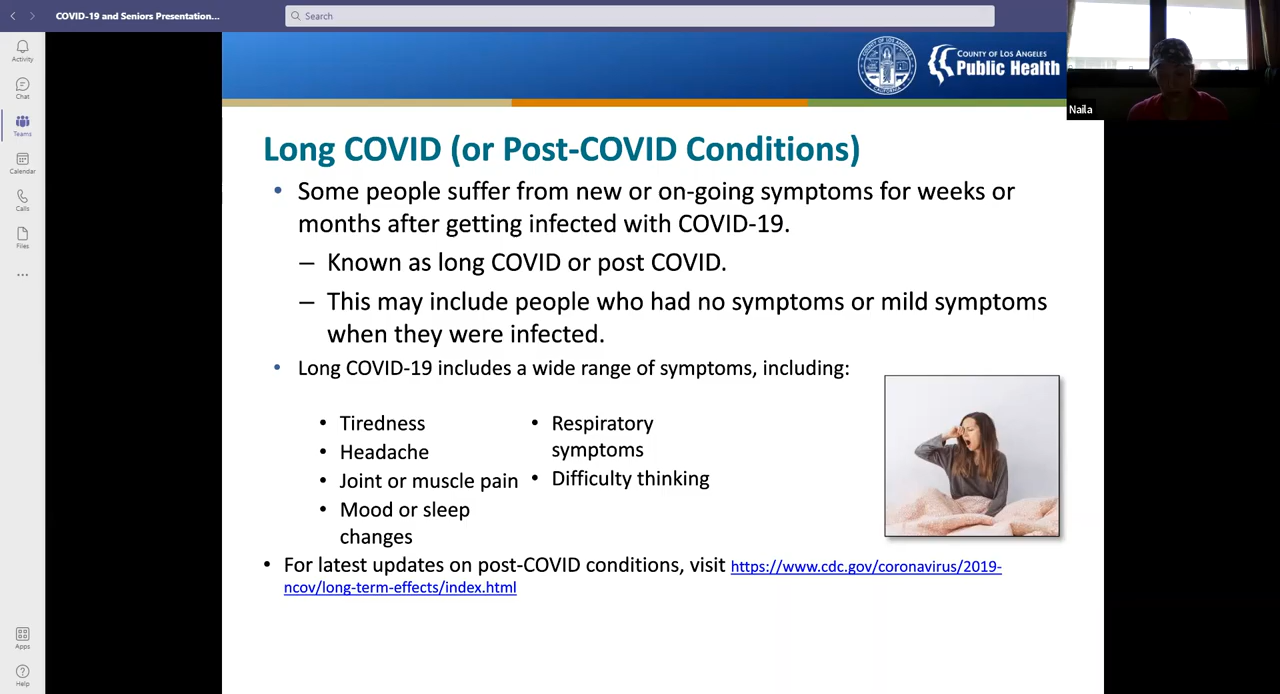 COVID-19 and Seniors Presentation...
Search
Activity
Chat
Teams
Calendar
Calls
Files
Apps
Help
COUNTY OF LOS ANGELES
Public Health
Naila
Long COVID (or Post-COVID Conditions)
• Some people suffer from new or on-going symptoms for weeks or
months after getting infected with COVID-19.
– Known as long COVID or post COVID.
– This may include people who had no symptoms or mild symptoms
when they were infected.
• Long COVID-19 includes a wide range of symptoms, including:
• Tiredness
• Headache
• Joint or muscle pain
• Mood or sleep
changes
• Respiratory
symptoms
• Difficulty thinking
• For latest updates on post-COVID conditions, visit https://www.cdc.gov/coronavirus/2019-
ncov/long-term-effects/index.html